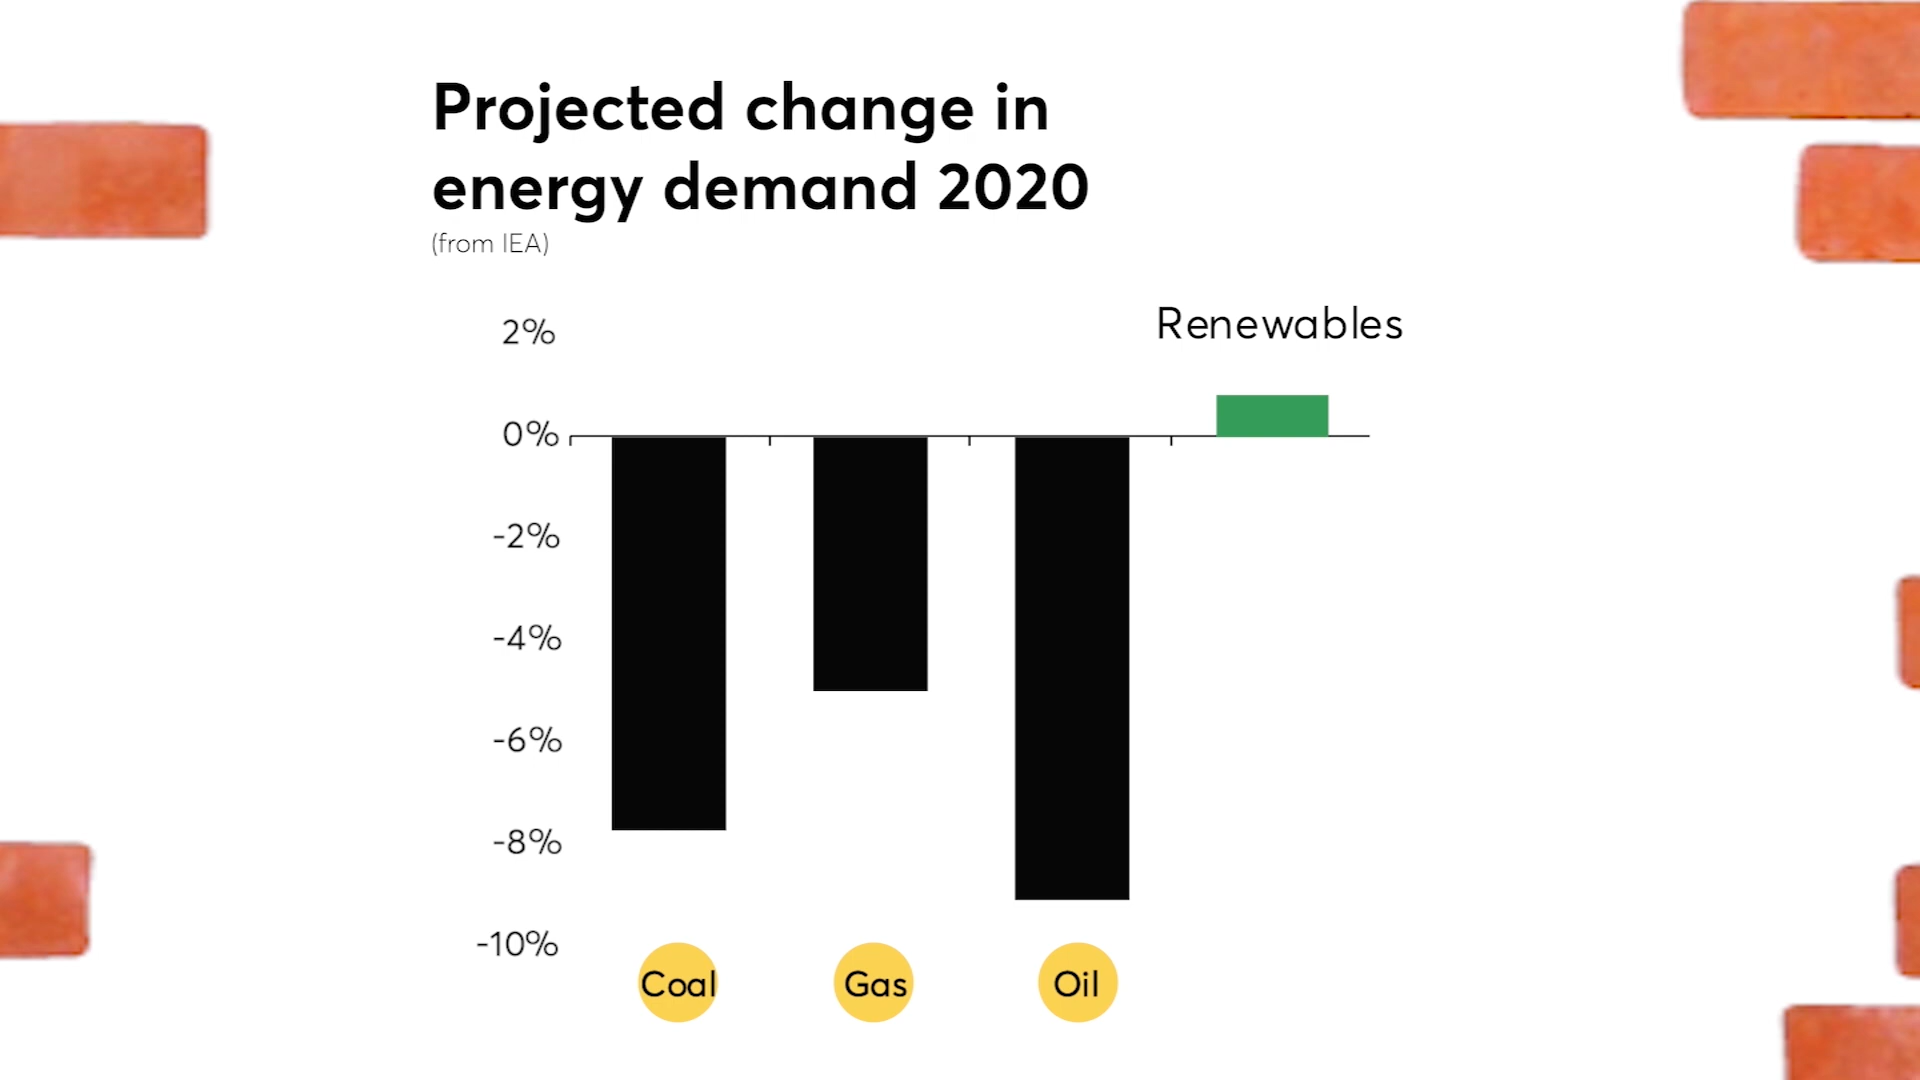 Projected change in
energy demand 2020
(from IEA)
Renewables
2%
0%
-2%
-4%
-6%
-8%
-10%
Coal
Gas
Oil